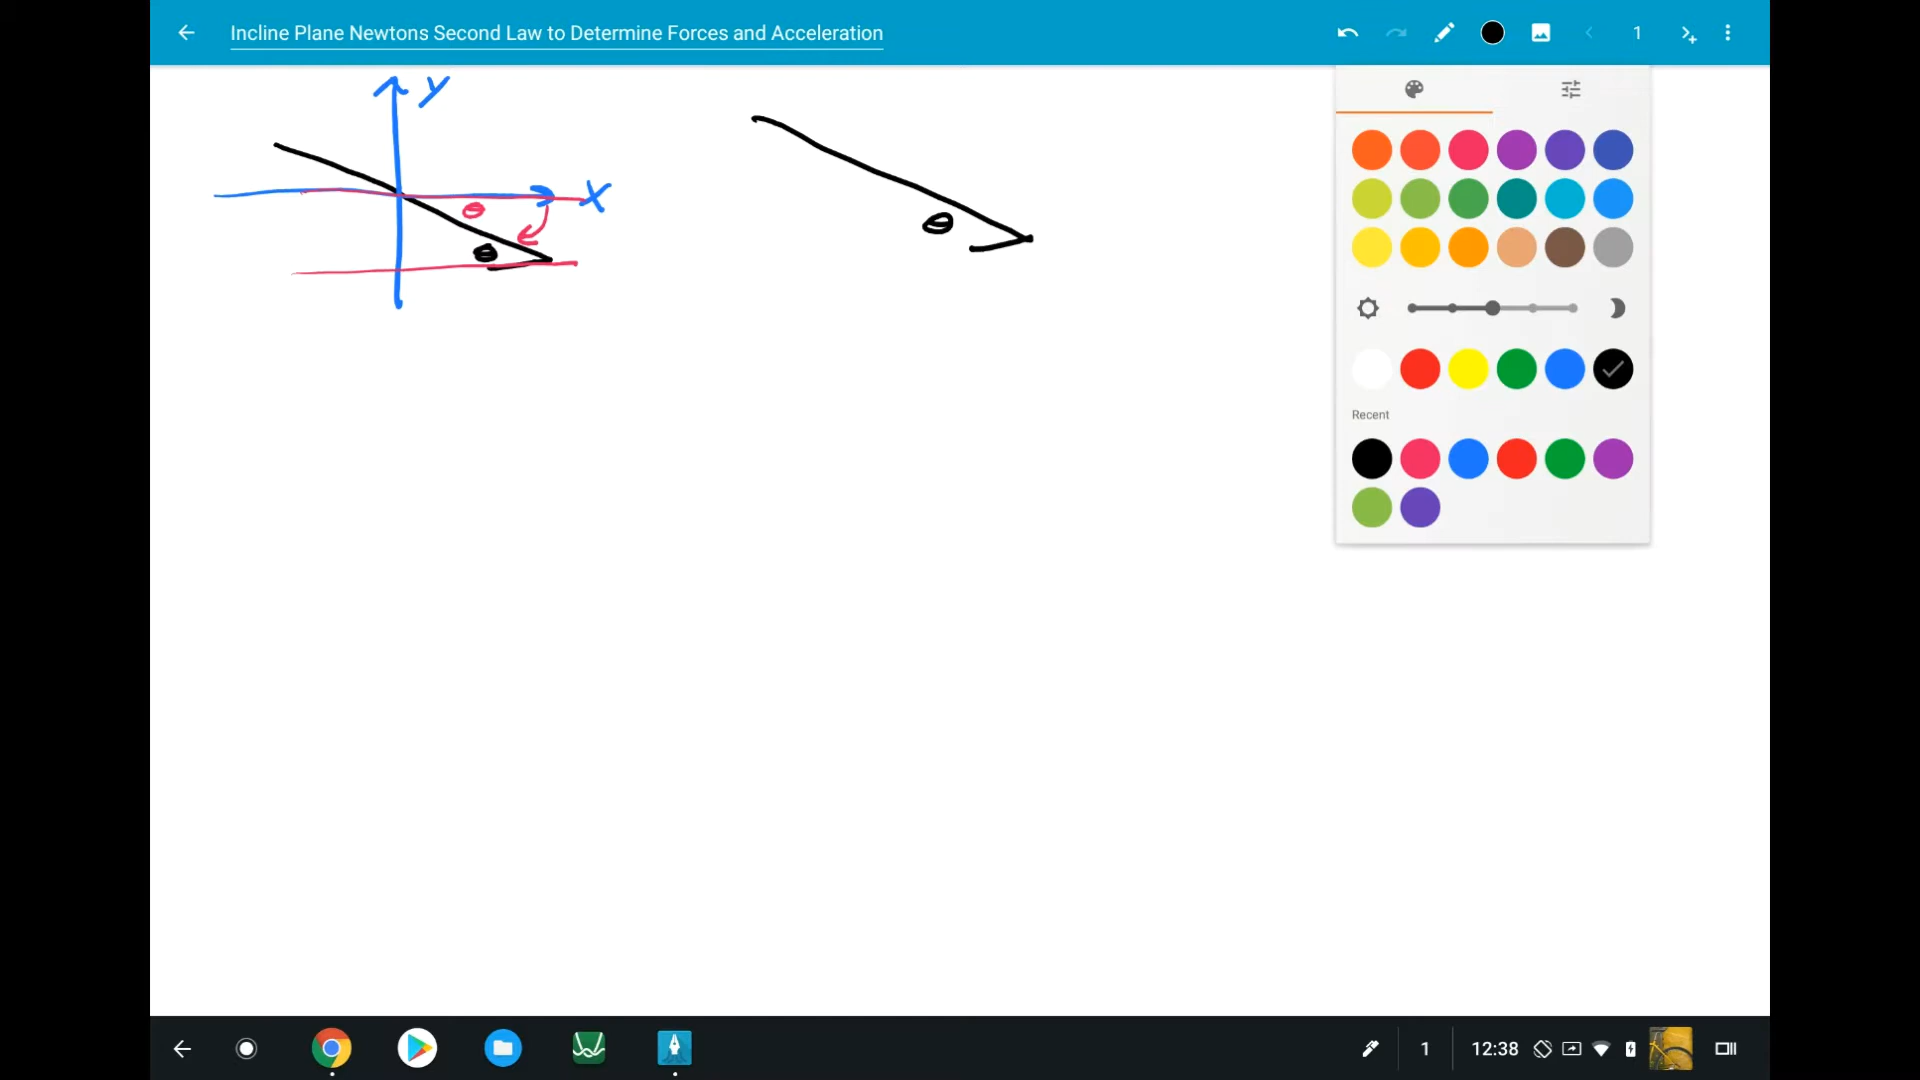 Incline Plane Newtons Second Law to Determine Forces and Acceleration
1
y
x
θ
θ
θ
Recent
1
12:38